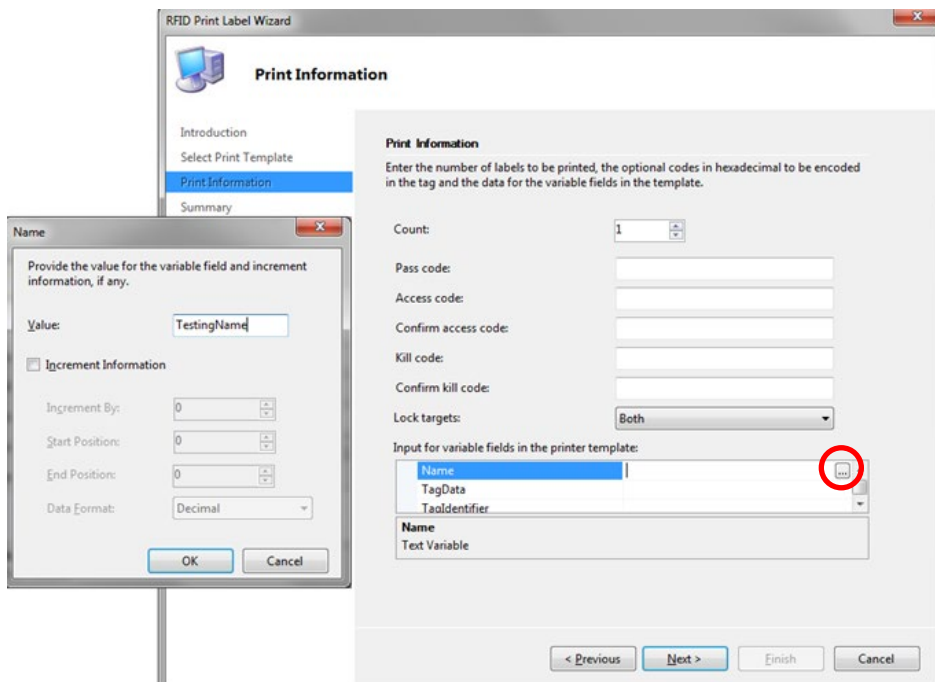 RFID Print Label Wizard
Print Information
Introduction
Select Print Template
Print Information
Summary
Print Information
Enter the number of labels to be printed, the optional codes in hexadecimal to be encoded
in the tag and the data for the variable fields in the template.
Count: 1
Pass code:
Access code:
Confirm access code:
Kill code:
Confirm kill code:
Lock targets: Both
Input for variable fields in the printer template:
Name ...
TagData
TagIdentifier
Name
Text Variable
< Previous Next > Finish Cancel
Name
Provide the value for the variable field and increment
information, if any.
Value: TestingName
Increment Information
Increment By: 0
Start Position: 0
End Position: 0
Data Format: Decimal
OK Cancel